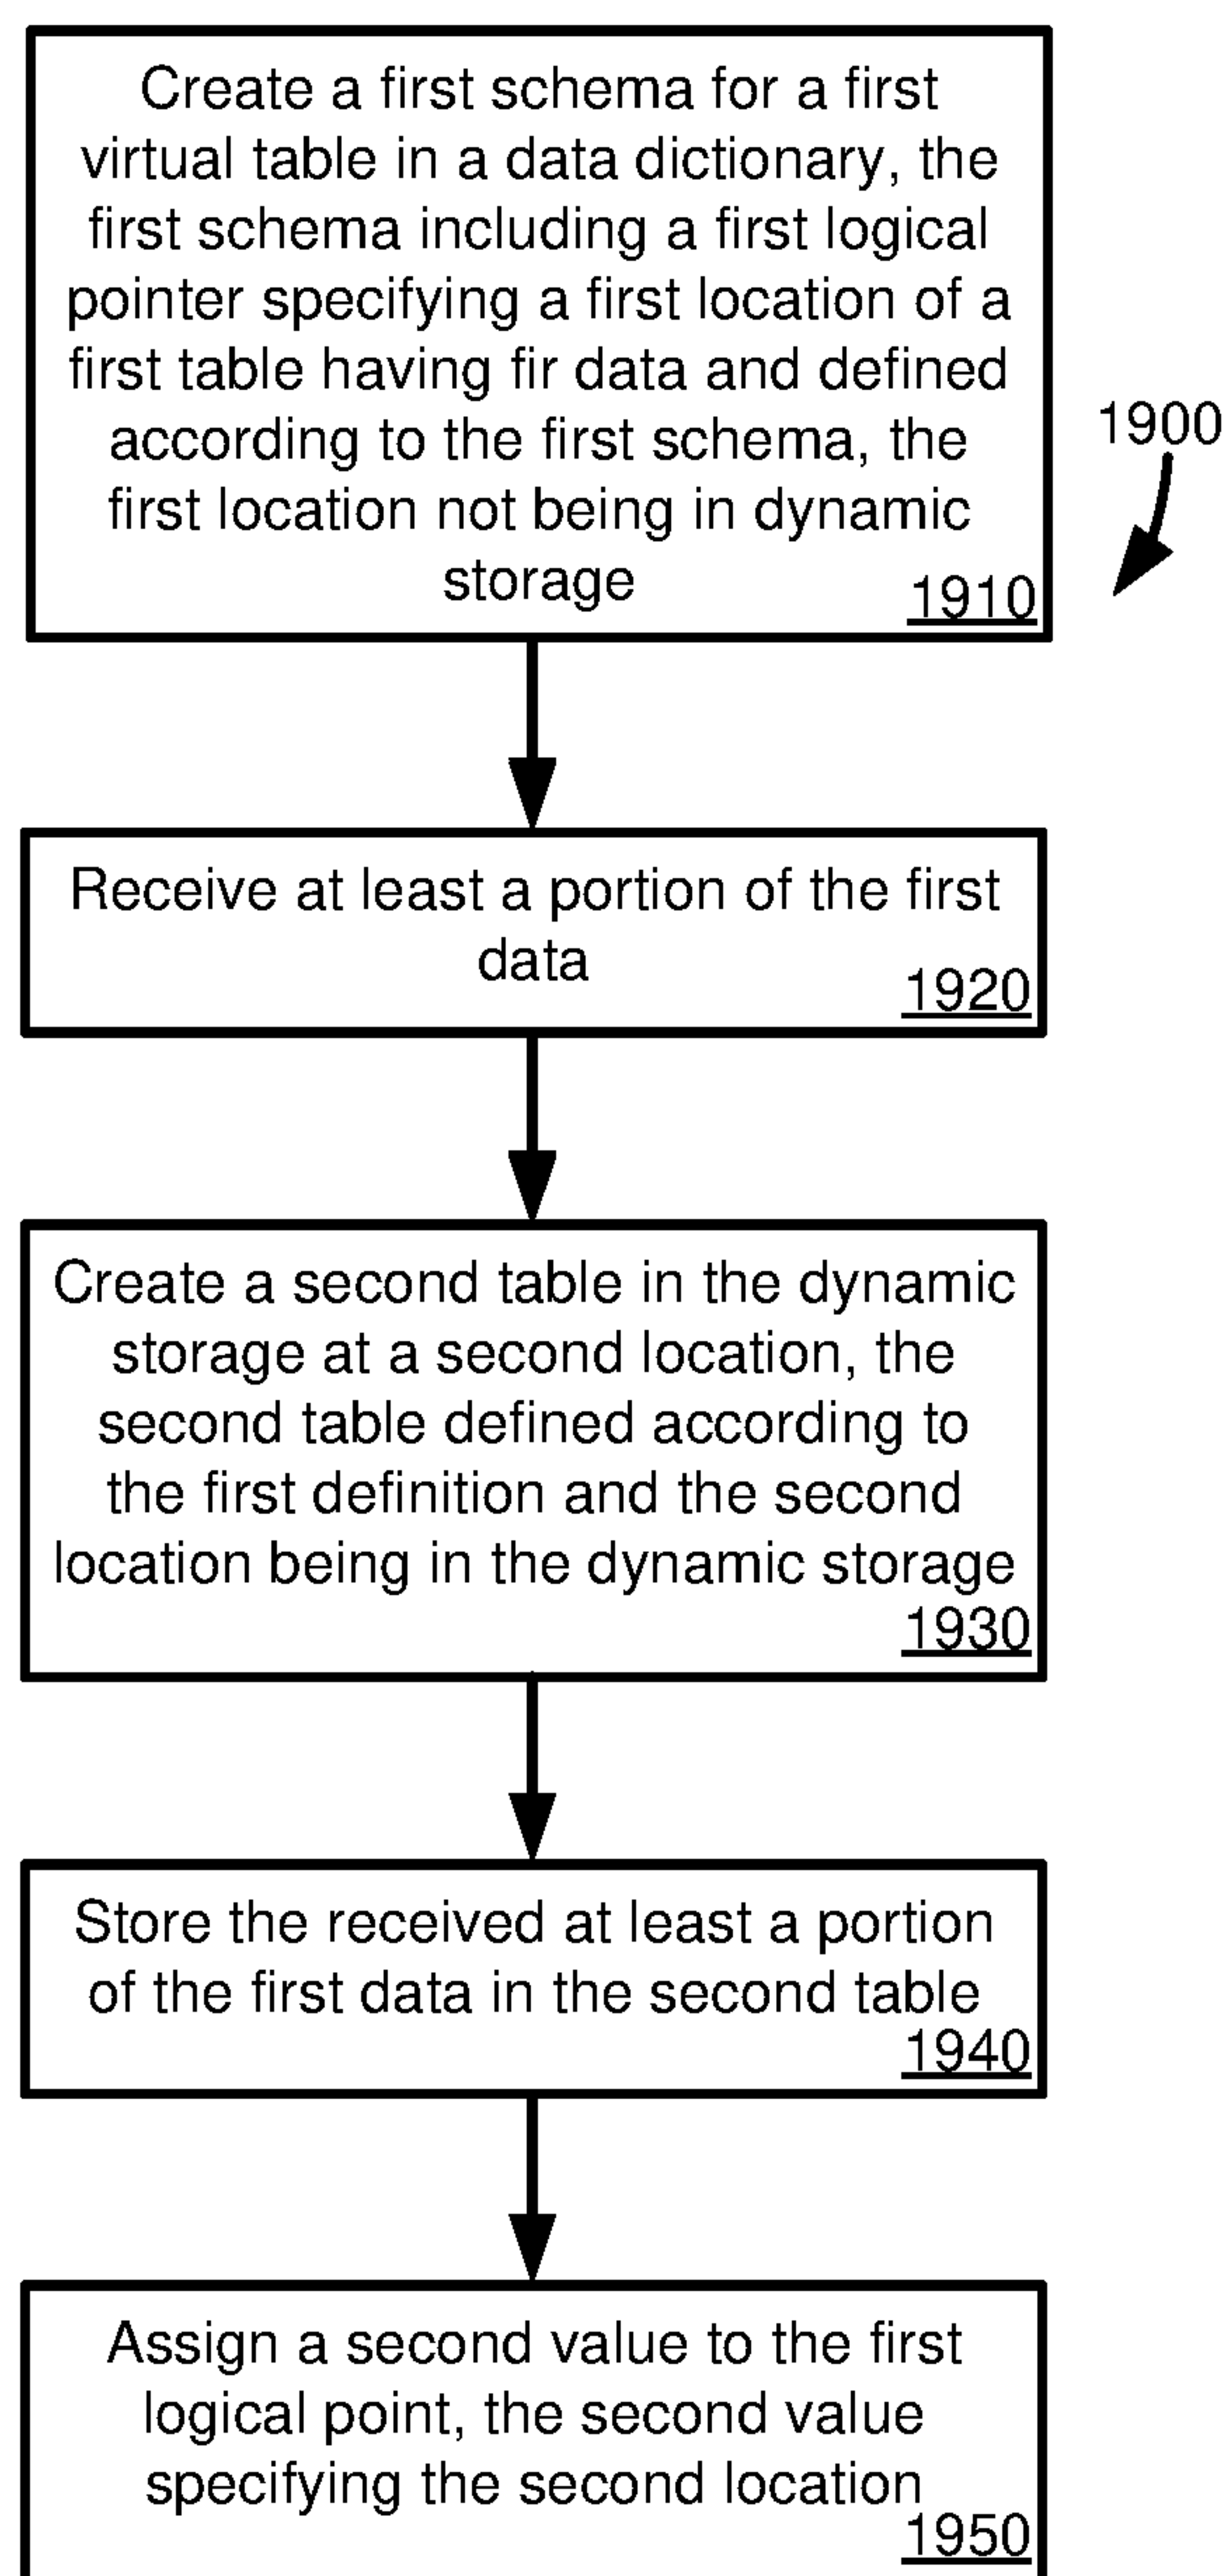 Create a first schema for a first
virtual table in a data dictionary, the
first schema including a first logical
pointer specifying a first location of a
first table having fir data and defined
according to the first schema, the
first location not being in dynamic
storage
1910
1900
Receive at least a portion of the first
data
1920
Create a second table in the dynamic
storage at a second location, the
second table defined according to
the first definition and the second
location being in the dynamic storage
1930
Store the received at least a portion
of the first data in the second table
1940
Assign a second value to the first
logical point, the second value
specifying the second location
1950